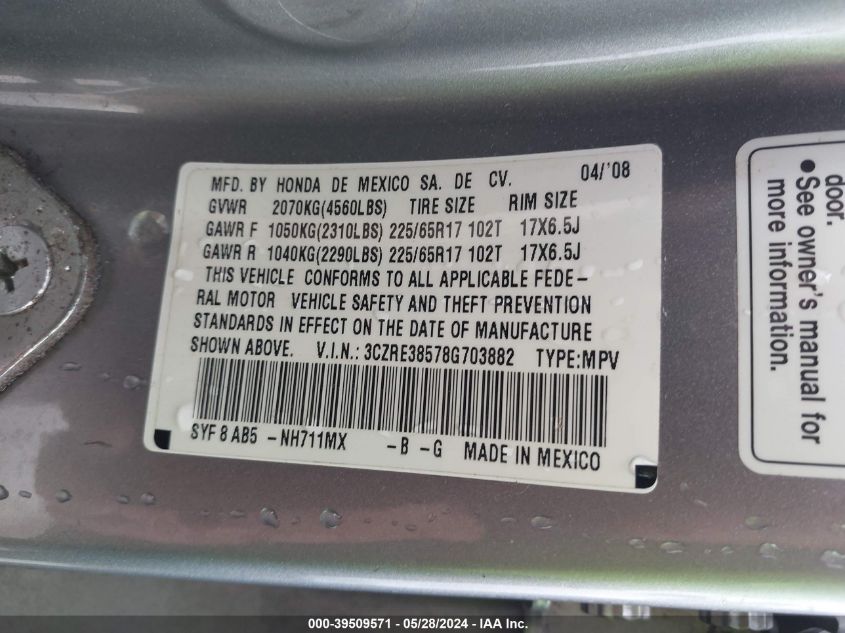 MFD. BY HONDA DE MEXICO SA. DE CV. 04/'08
GVWR 2070KG(4560LBS) TIRE SIZE RIM SIZE
GAWR F 1050KG(2310LBS) 225/65R17 102T 17X6.5J
GAWR R 1040KG(2290LBS) 225/65R17 102T 17X6.5J
THIS VEHICLE CONFORMS TO ALL APPLICABLE FEDE-
RAL MOTOR VEHICLE SAFETY AND THEFT PREVENTION
STANDARDS IN EFFECT ON THE DATE OF MANUFACTURE
SHOWN ABOVE. V.I.N.: 3CZRE38578G703882 TYPE:MPV
SYF 8 AB5 -NH711MX -B -G MADE IN MEXICO
door.
• See owner's manual for
more information.
000-39509571 - 05/28/2024 - IAA Inc.